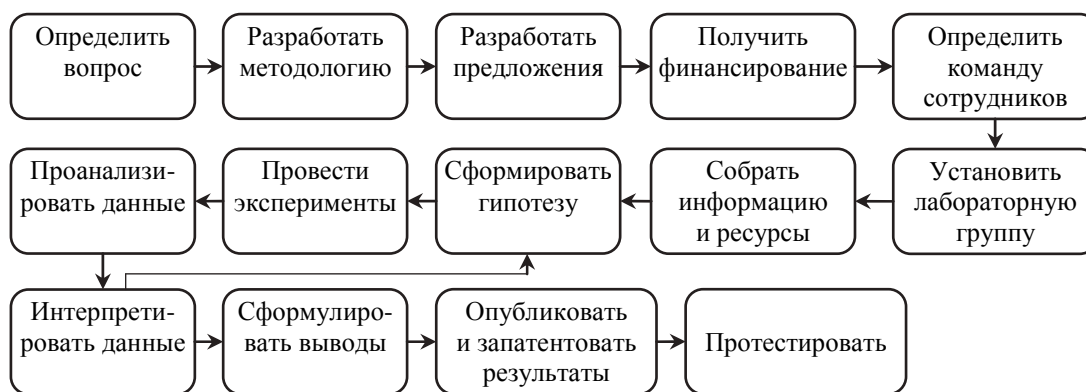 Определить
вопрос
Разработать
методологию
Разработать
предложения
Получить
финансирование
Определить
команду
сотрудников
Проанализи-
ровать данные
Провести
эксперименты
Сформировать
гипотезу
Собрать
информацию
и ресурсы
Установить
лабораторную
группу
Интерпрети-
ровать данные
Сформулиро-
вать выводы
Опубликовать
и запатентовать
результаты
Протестировать